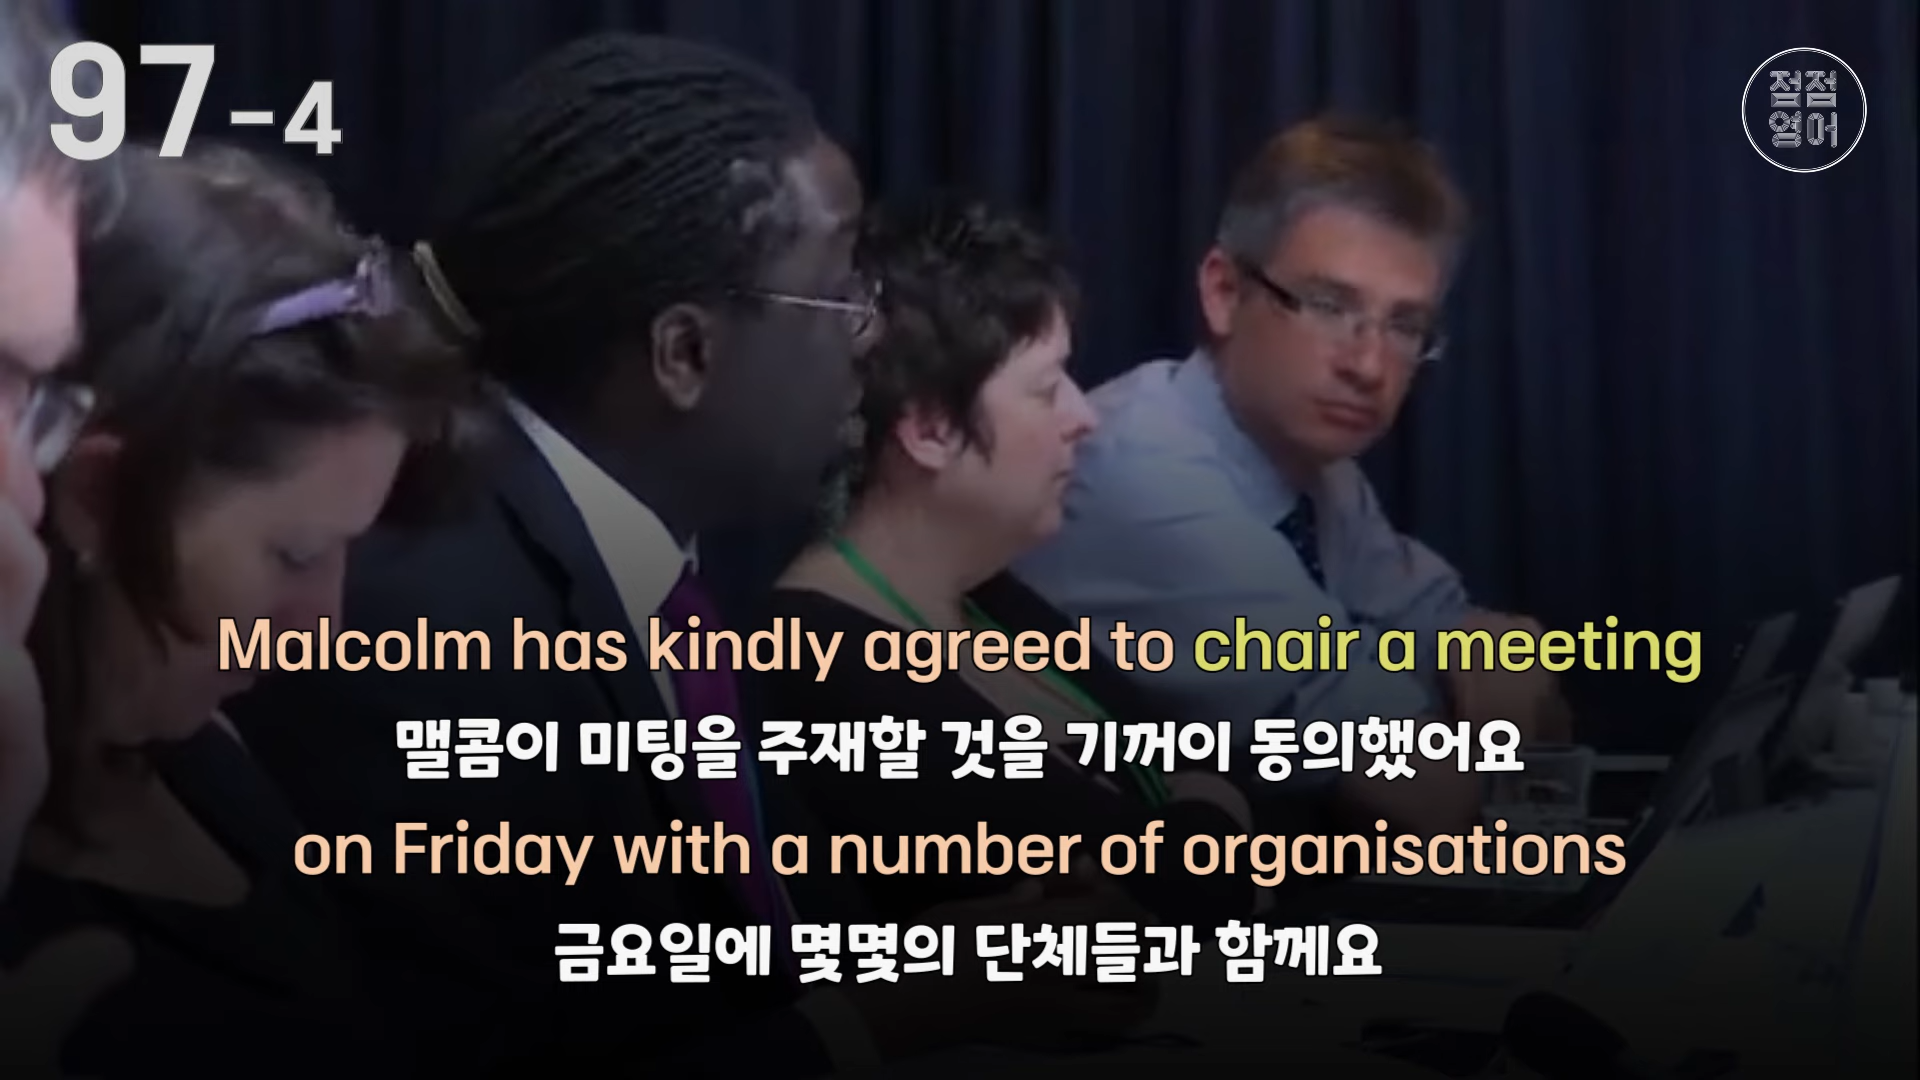 97-4
점점
영어
Malcolm has kindly agreed to chair a meeting
맬콤이 미팅을 주재할 것을 기꺼이 동의했어요
on Friday with a number of organisations
금요일에 몇몇의 단체들과 함께요